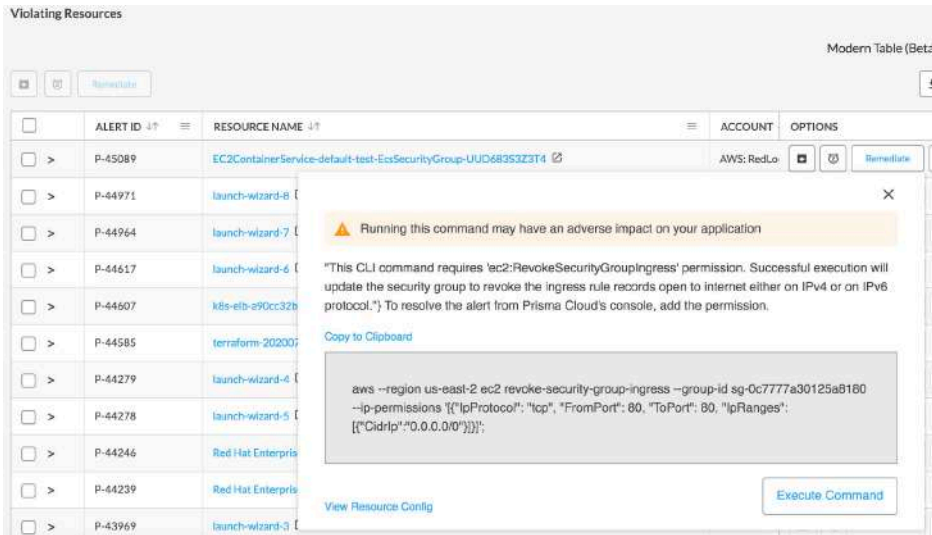 Violating Resources
Modern Table (Beta
Remediate
ALERT ID RESOURCE NAME ACCOUNT OPTIONS
P-45089 EC2ContainerService-default-test-EcsSecurityGroup-UUD68353Z3T4 AWS: RedLo Remediate
P-44971 launch-wizard-8
P-44964 launch-wizard-7
P-44617 launch-wizard-6
P-44607 k8s-elb-a90cc32b
P-44585 terraform-202007
P-44279 launch-wizard-4
P-44278 launch-wizard-5
P-44246 Red Hat Enterpris
P-44239 Red Hat Enterpris
P-43969 launch-wizard-3
Running this command may have an adverse impact on your application
"This CLI command requires 'ec2:RevokeSecurityGroupIngress' permission. Successful execution will
update the security group to revoke the ingress rule records open to internet either on IPv4 or on IPv6
protocol."} To resolve the alert from Prisma Cloud's console, add the permission.
Copy to Clipboard
aws --region us-east-2 ec2 revoke-security-group-ingress --group-id sg-0c7777a30125a8180
--ip-permissions '[{"IpProtocol": "tcp", "FromPort": 80, "ToPort": 80, "IpRanges":
[{"CidrIp":"0.0.0.0/0"}]}]';
View Resource Config
Execute Command